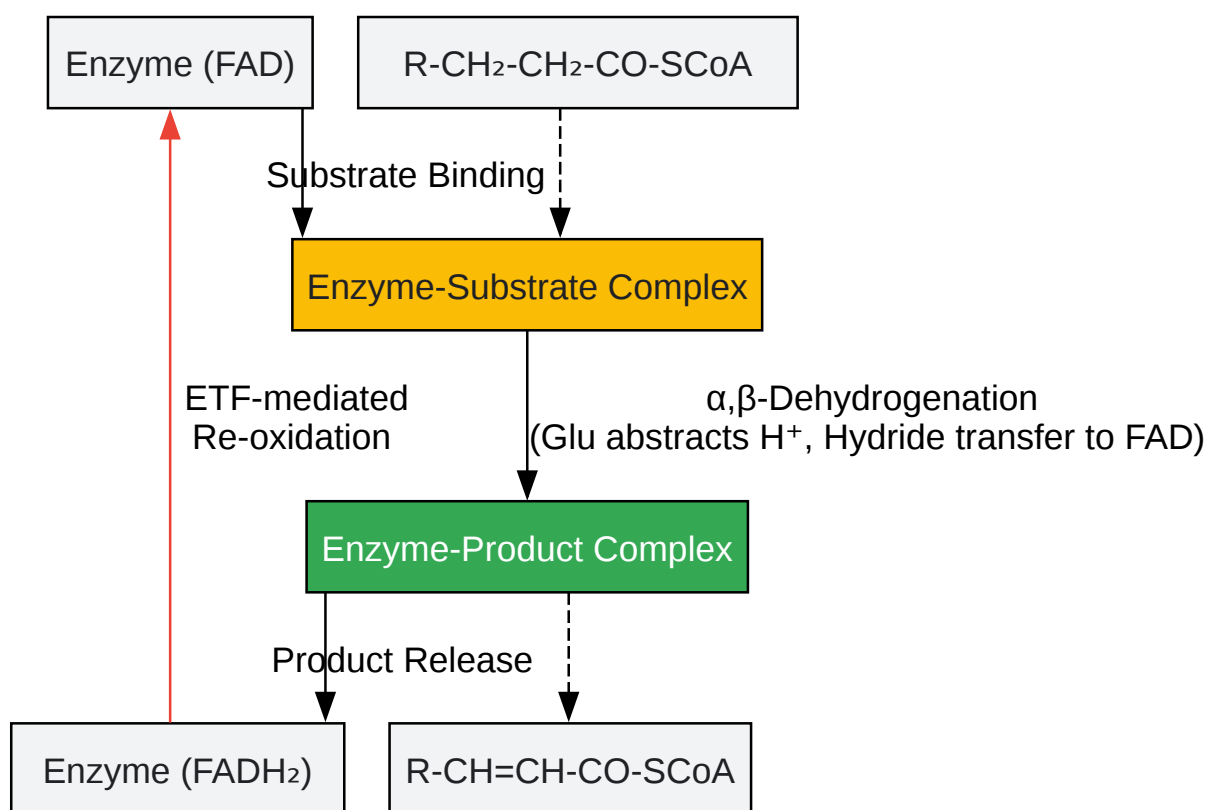 Enzyme (FAD)
R-CH₂-CH₂-CO-SCoA
Substrate Binding
Enzyme-Substrate Complex
ETF-mediated
Re-oxidation
α,β-Dehydrogenation
(Glu abstracts H⁺, Hydride transfer to FAD)
Enzyme-Product Complex
Product Release
Enzyme (FADH₂)
R-CH=CH-CO-SCoA